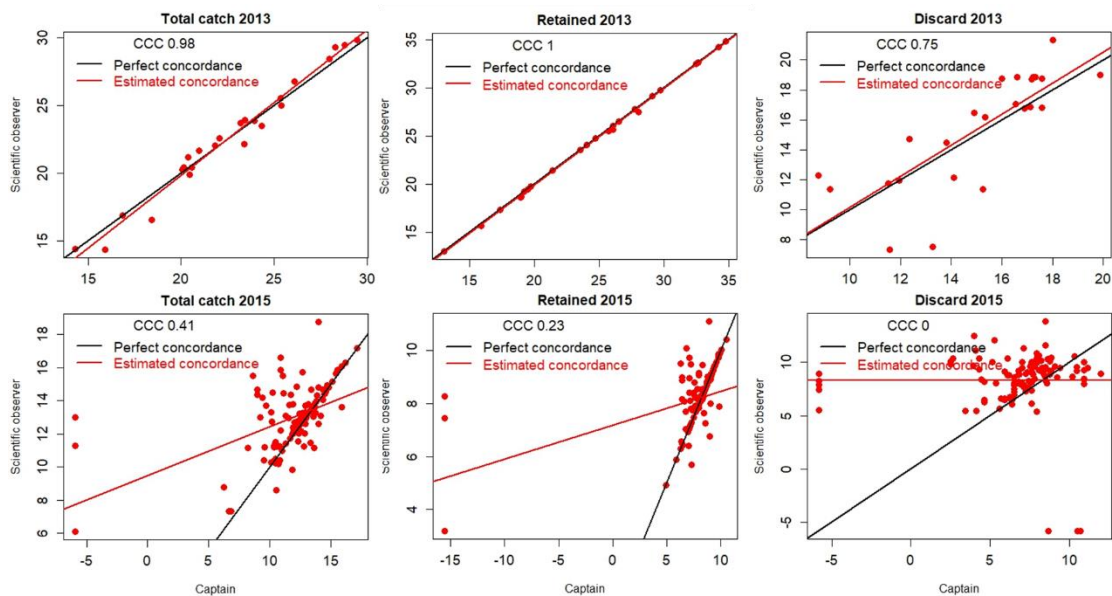 Total catch 2013
CCC 0.98
Perfect concordance
Estimated concordance
Scientific observer
30
25
20
15
15
20
25
30
Retained 2013
CCC 1
Perfect concordance
Estimated concordance
Scientific observer
35
30
25
20
15
15
20
25
30
35
Discard 2013
CCC 0.75
Perfect concordance
Estimated concordance
Scientific observer
20
18
16
14
12
10
8
10
12
14
16
18
20
Total catch 2015
CCC 0.41
Perfect concordance
Estimated concordance
Scientific observer
18
16
14
12
10
8
6
-5
0
5
10
15
Captain
Retained 2015
CCC 0.23
Perfect concordance
Estimated concordance
Scientific observer
10
8
6
4
-15
-10
-5
0
5
10
Captain
Discard 2015
CCC 0
Perfect concordance
Estimated concordance
Scientific observer
10
5
0
-5
-5
0
5
10
Captain